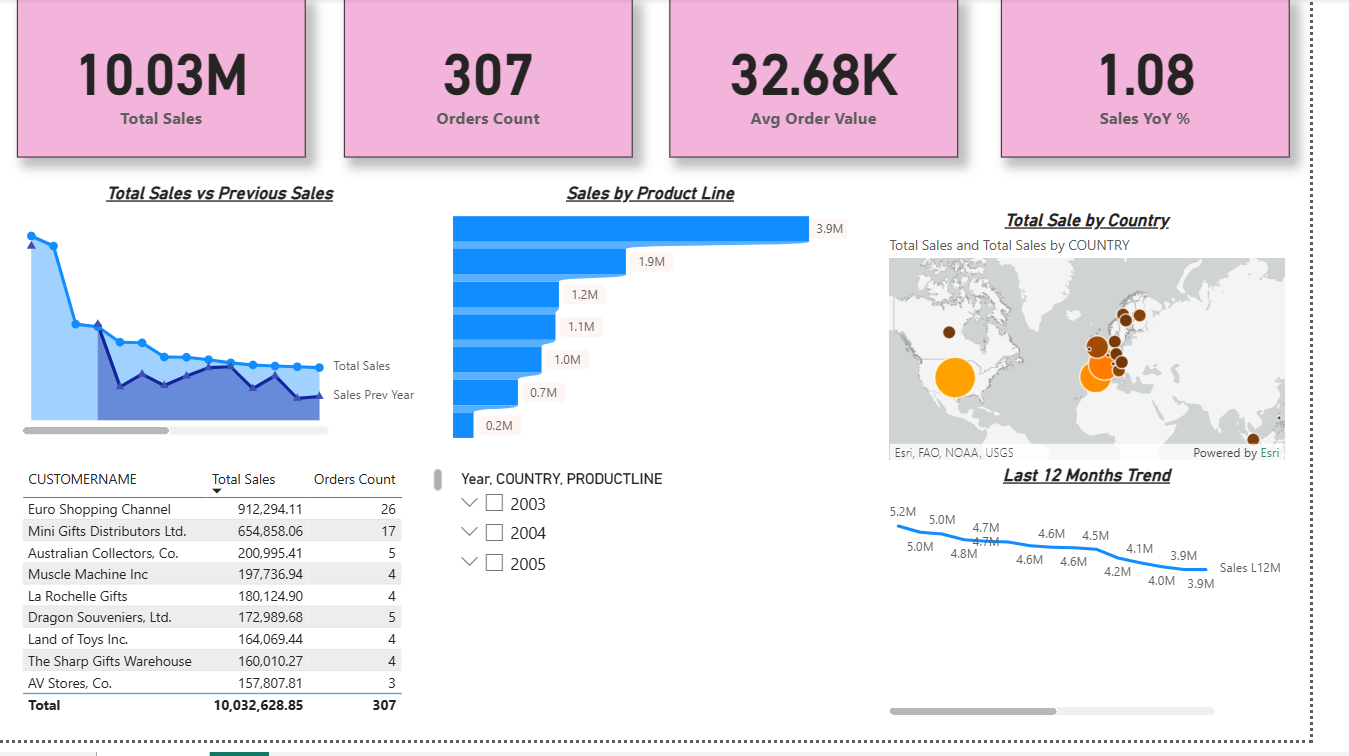 10.03M
Total Sales
307
Orders Count
32.68K
Avg Order Value
1.08
Sales YoY %
Total Sales vs Previous Sales
Total Sales
Sales Prev Year
Sales by Product Line
3.9M
1.9M
1.2M
1.1M
1.0M
0.7M
0.2M
Total Sale by Country
Total Sales and Total Sales by COUNTRY
Esri, FAO, NOAA, USGS
Powered by Esri
CUSTOMERNAME Total Sales Orders Count
Euro Shopping Channel 912,294.11 26
Mini Gifts Distributors Ltd. 654,858.06 17
Australian Collectors, Co. 200,995.41 5
Muscle Machine Inc 197,736.94 4
La Rochelle Gifts 180,124.90 4
Dragon Souveniers, Ltd. 172,989.68 5
Land of Toys Inc. 164,069.44 4
The Sharp Gifts Warehouse 160,010.27 4
AV Stores, Co. 157,807.81 3
Total 10,032,628.85 307
Year, COUNTRY, PRODUCTLINE
2003
2004
2005
Last 12 Months Trend
5.2M
5.0M
5.0M
4.8M
4.7M
4.7M
4.6M
4.6M
4.6M
4.5M
4.2M
4.1M
4.0M
3.9M
3.9M
Sales L12M